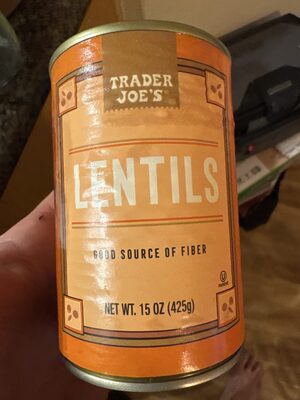 TRADER
JOE'S
LENTILS
GOOD SOURCE OF FIBER
NET WT. 15 OZ (425g)